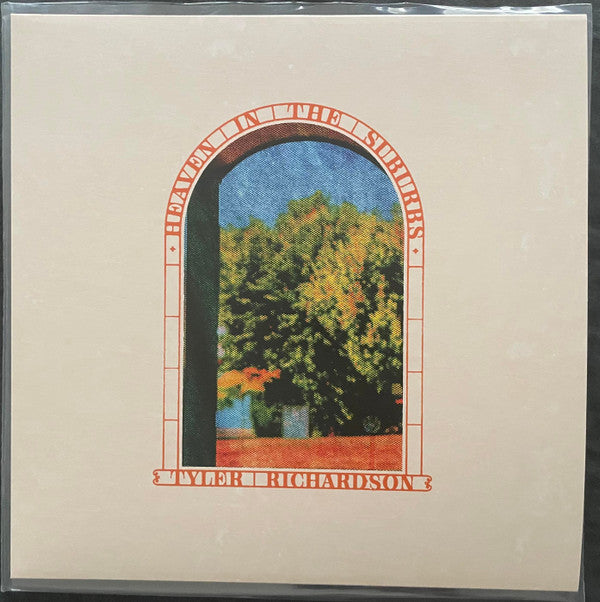 HEAVEN IN THE SUBURBS
TYLER RICHARDSON